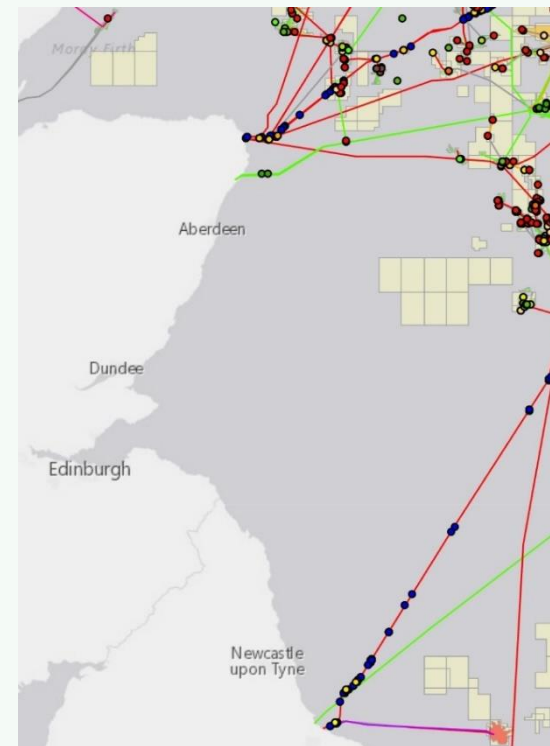 Moray Firth
Aberdeen
Dundee
Edinburgh
Newcastle
upon Tyne